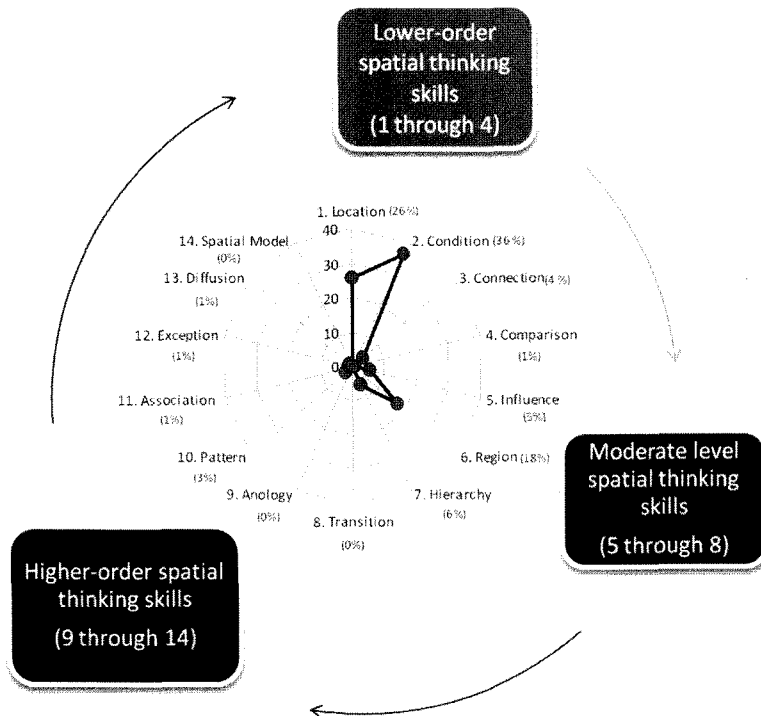 Lower-order
spatial thinking
skills
(1 through 4)
1. Location (26%)
40
14. Spatial Model
(0%)
2. Condition (36%)
30
13. Diffusion
(1%)
3. Connection (4%)
20
12. Exception
(1%)
10
4. Comparison
(1%)
0
11. Association
(1%)
5. Influence
(5%)
10. Pattern
(3%)
6. Region (18%)
9. Anology
(0%)
7. Hierarchy
(6%)
8. Transition
(0%)
Moderate level
spatial thinking
skills
(5 through 8)
Higher-order spatial
thinking skills
(9 through 14)